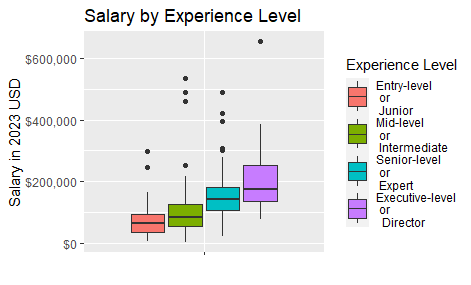 Salary by Experience Level
Salary in 2023 USD
$600,000
$400,000
$200,000
$0
Experience Level
Entry-level
or
Junior
Mid-level
or
Intermediate
Senior-level
or
Expert
Executive-level
or
Director